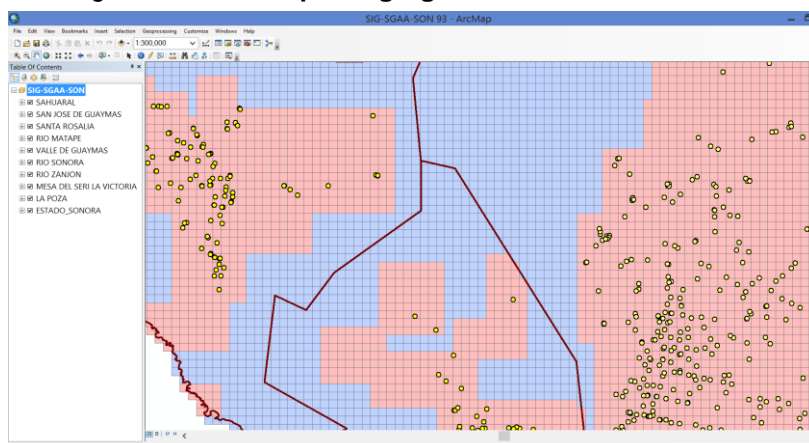 SIG-SGAA-SON 93 - ArcMap
File Edit View Bookmarks Insert Selection Geoprocessing Customize Windows Help
1:300,000
Table Of Contents
SIG-SGAA-SON
SAHUARAL
SAN JOSE DE GUAYMAS
SANTA ROSALIA
RIO MATAPE
VALLE DE GUAYMAS
RIO SONORA
RIO ZANJON
MESA DEL SERI LA VICTORIA
LA POZA
ESTADO_SONORA